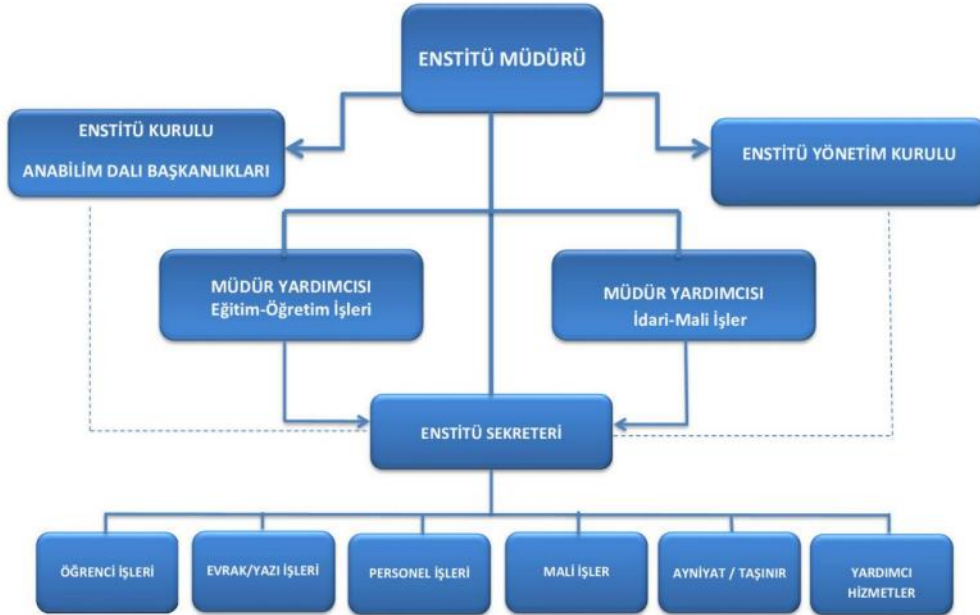 ENSTİTÜ MÜDÜRÜ
ENSTİTÜ KURULU
ANABİLİM DALI BAŞKANLIKLARI
ENSTİTÜ YÖNETİM KURULU
MÜDÜR YARDIMCISI
Eğitim-Öğretim İşleri
MÜDÜR YARDIMCISI
İdari-Mali İşler
ENSTİTÜ SEKRETERİ
ÖĞRENCİ İŞLERİ
EVRAK/YAZI İŞLERİ
PERSONEL İŞLERİ
MALİ İŞLER
AYNİYAT / TAŞINIR
YARDIMCI
HİZMETLER